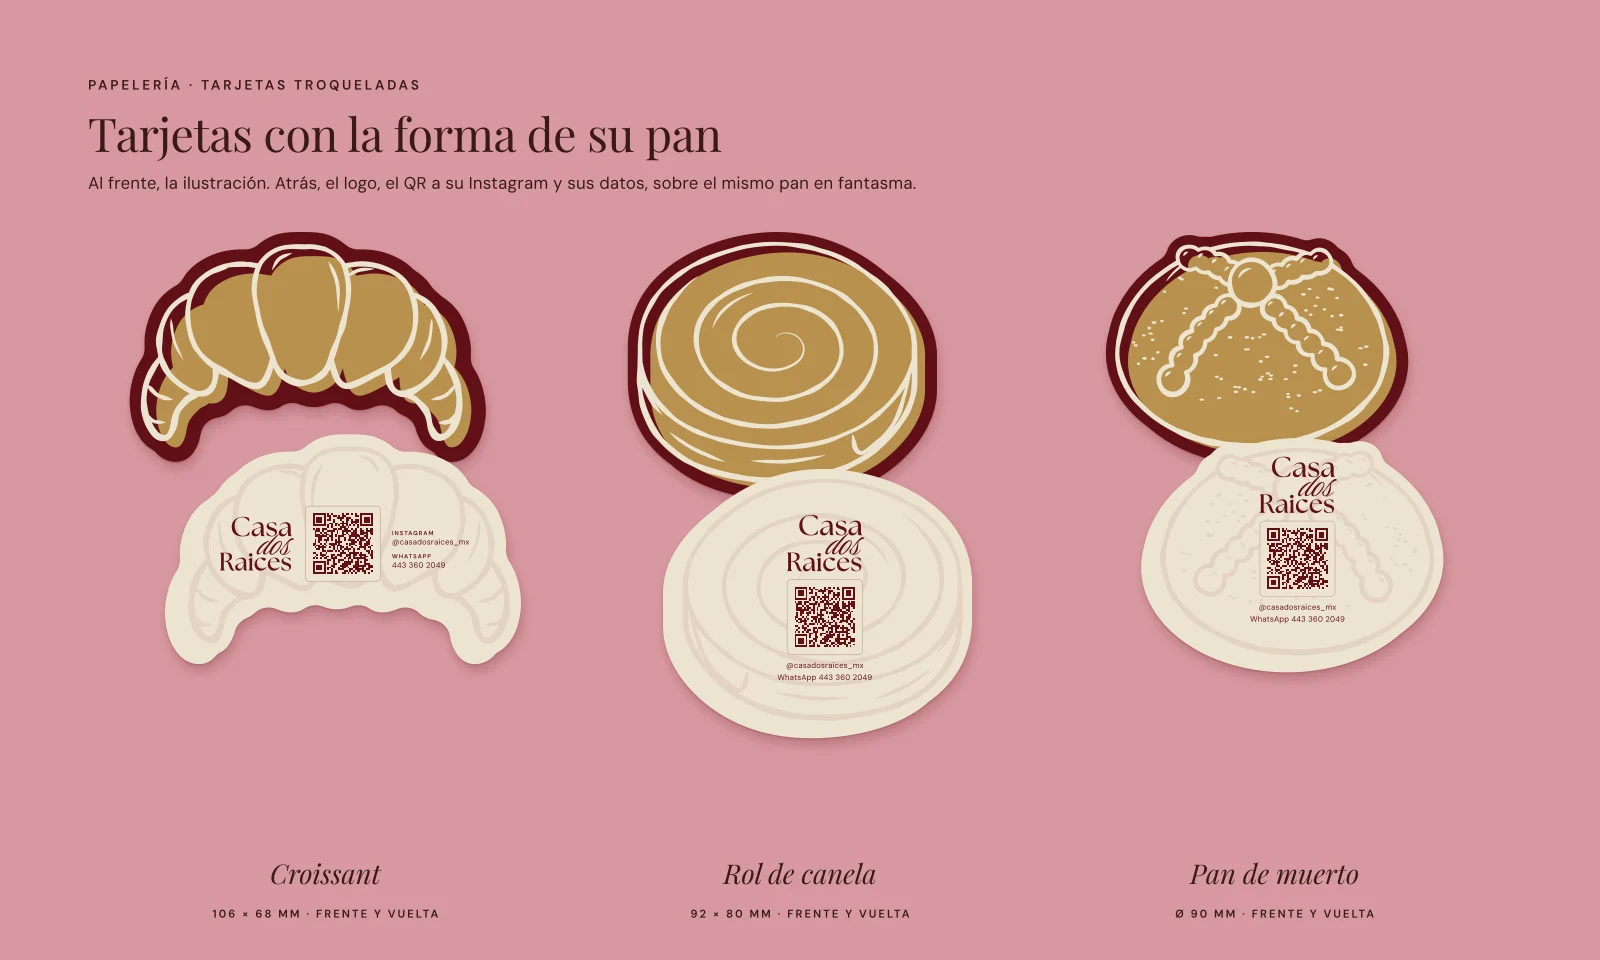 PAPELERÍA · TARJETAS TROQUELADAS
Tarjetas con la forma de su pan
Al frente, la ilustración. Atrás, el logo, el QR a su Instagram y sus datos, sobre el mismo pan en fantasma.
Casa
dos
Raices
INSTAGRAM
@casadosraices_mx
WHATSAPP
443 360 2049
Casa
dos
Raices
@casadosraices_mx
WhatsApp 443 360 2049
Casa
dos
Raices
@casadosraices_mx
WhatsApp 443 360 2049
Croissant
106 × 68 MM · FRENTE Y VUELTA
Rol de canela
92 × 80 MM · FRENTE Y VUELTA
Pan de muerto
Ø 90 MM · FRENTE Y VUELTA